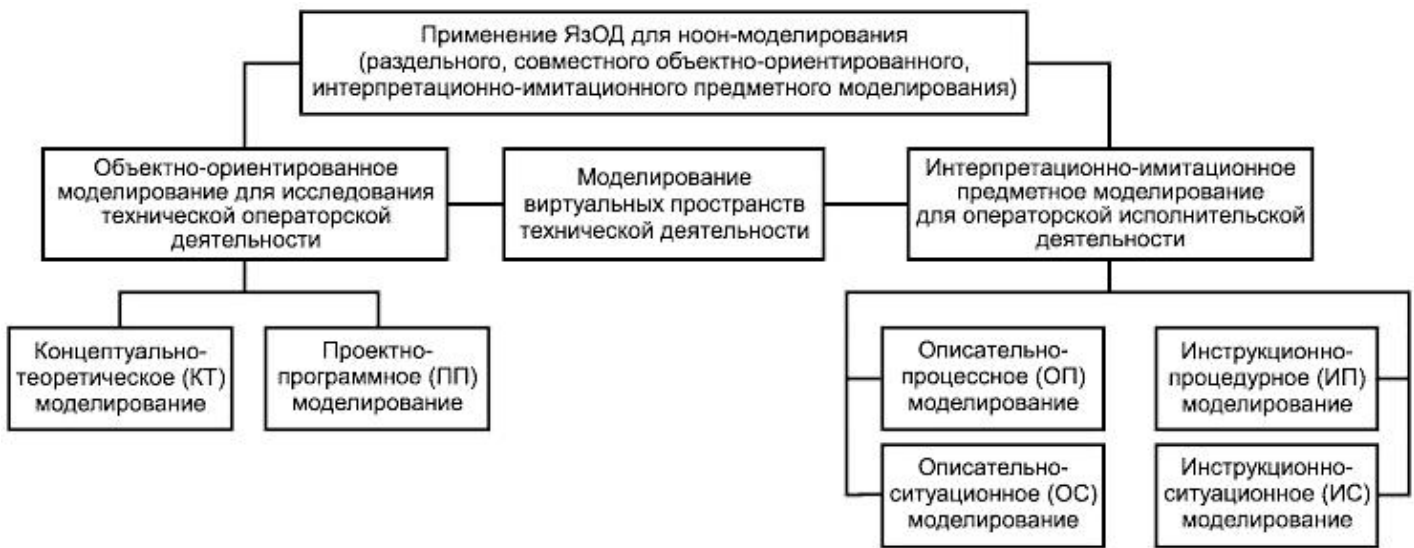 Применение ЯзОД для ноон-моделирования
(раздельного, совместного объектно-ориентированного,
интерпретационно-имитационного предметного моделирования)
Объектно-ориентированное
моделирование для исследования
технической операторской
деятельности
Моделирование
виртуальных пространств
технической деятельности
Интерпретационно-имитационное
предметное моделирование
для операторской исполнительской
деятельности
Концептуально-
теоретическое (КТ)
моделирование
Проектно-
программное (ПП)
моделирование
Описательно-
процессное (ОП)
моделирование
Инструкционно-
процедурное (ИП)
моделирование
Описательно-
ситуационное (ОС)
моделирование
Инструкционно-
ситуационное (ИС)
моделирование